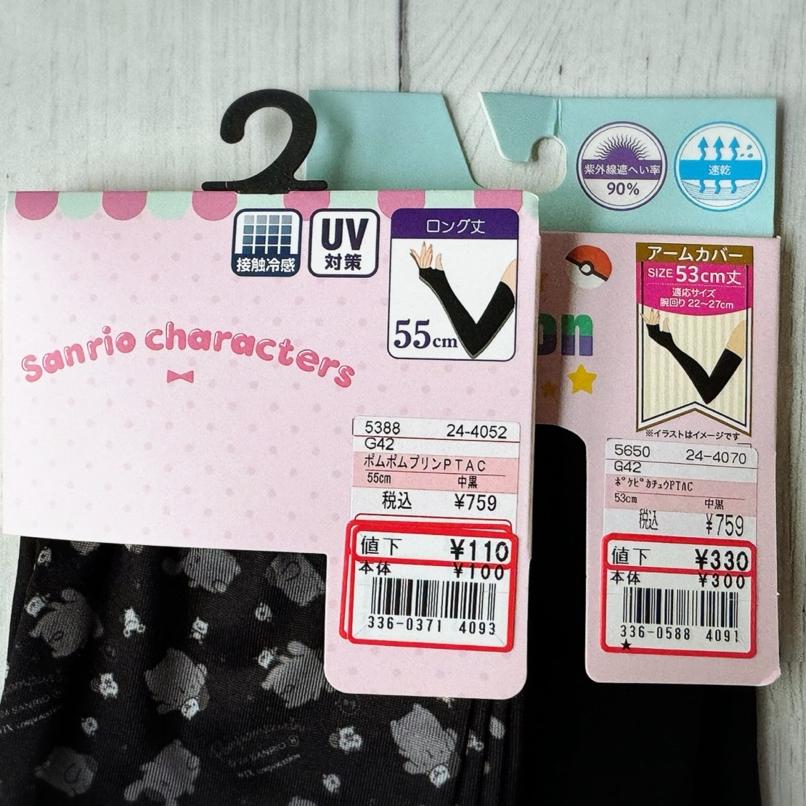 接触冷感
UV
対策
ロング丈
55cm
Sanrio characters
5388 24-4052
G42
ポムポムプリンPTAC
55cm 中黒
税込 ¥759
値下 ¥110
本体 ¥100
336-0371 4093
紫外線遮へい率
90%
速乾
アームカバー
SIZE 53cm丈
適応サイズ
腕回り22〜27cm
on
※イラストはイメージです
5650 24-4070
G42
ポケピカチュウPTAC
53cm 中黒
税込 ¥759
値下 ¥330
本体 ¥300
336-0588 4091
★